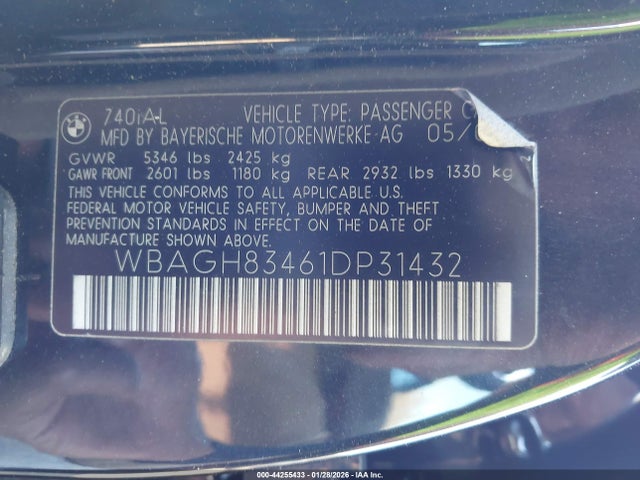 BMW
740iAL VEHICLE TYPE: PASSENGER
MFD BY BAYERISCHE MOTORENWERKE AG 05/
GVWR 5346 lbs 2425 kg
GAWR FRONT 2601 lbs 1180 kg REAR 2932 lbs 1330 kg
THIS VEHICLE CONFORMS TO ALL APPLICABLE U.S.
FEDERAL MOTOR VEHICLE SAFETY, BUMPER AND THEFT
PREVENTION STANDARDS IN EFFECT ON THE DATE OF
MANUFACTURE SHOWN ABOVE.
WBAGH83461DP31432
000-44255433 - 01/28/2026 - IAA Inc.